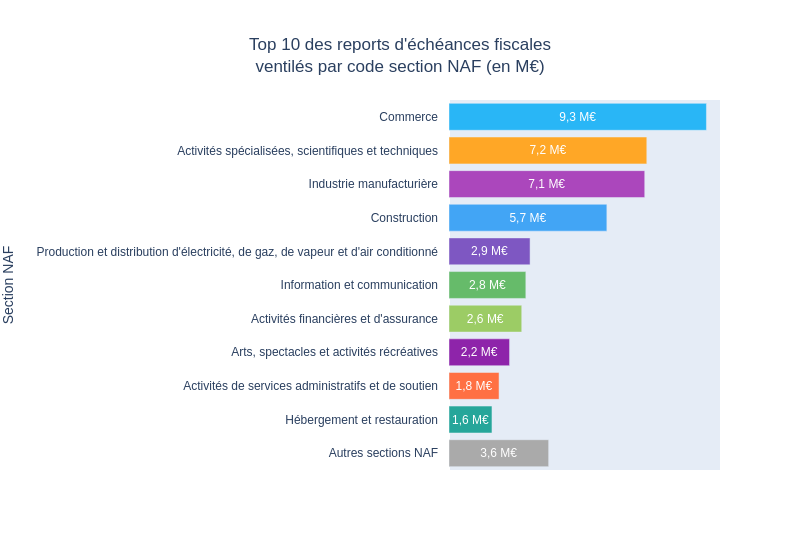 Top 10 des reports d'échéances fiscales
ventilés par code section NAF (en M€)
Section NAF
Commerce 9,3 M€
Activités spécialisées, scientifiques et techniques 7,2 M€
Industrie manufacturière 7,1 M€
Construction 5,7 M€
Production et distribution d'électricité, de gaz, de vapeur et d'air conditionné 2,9 M€
Information et communication 2,8 M€
Activités financières et d'assurance 2,6 M€
Arts, spectacles et activités récréatives 2,2 M€
Activités de services administratifs et de soutien 1,8 M€
Hébergement et restauration 1,6 M€
Autres sections NAF 3,6 M€